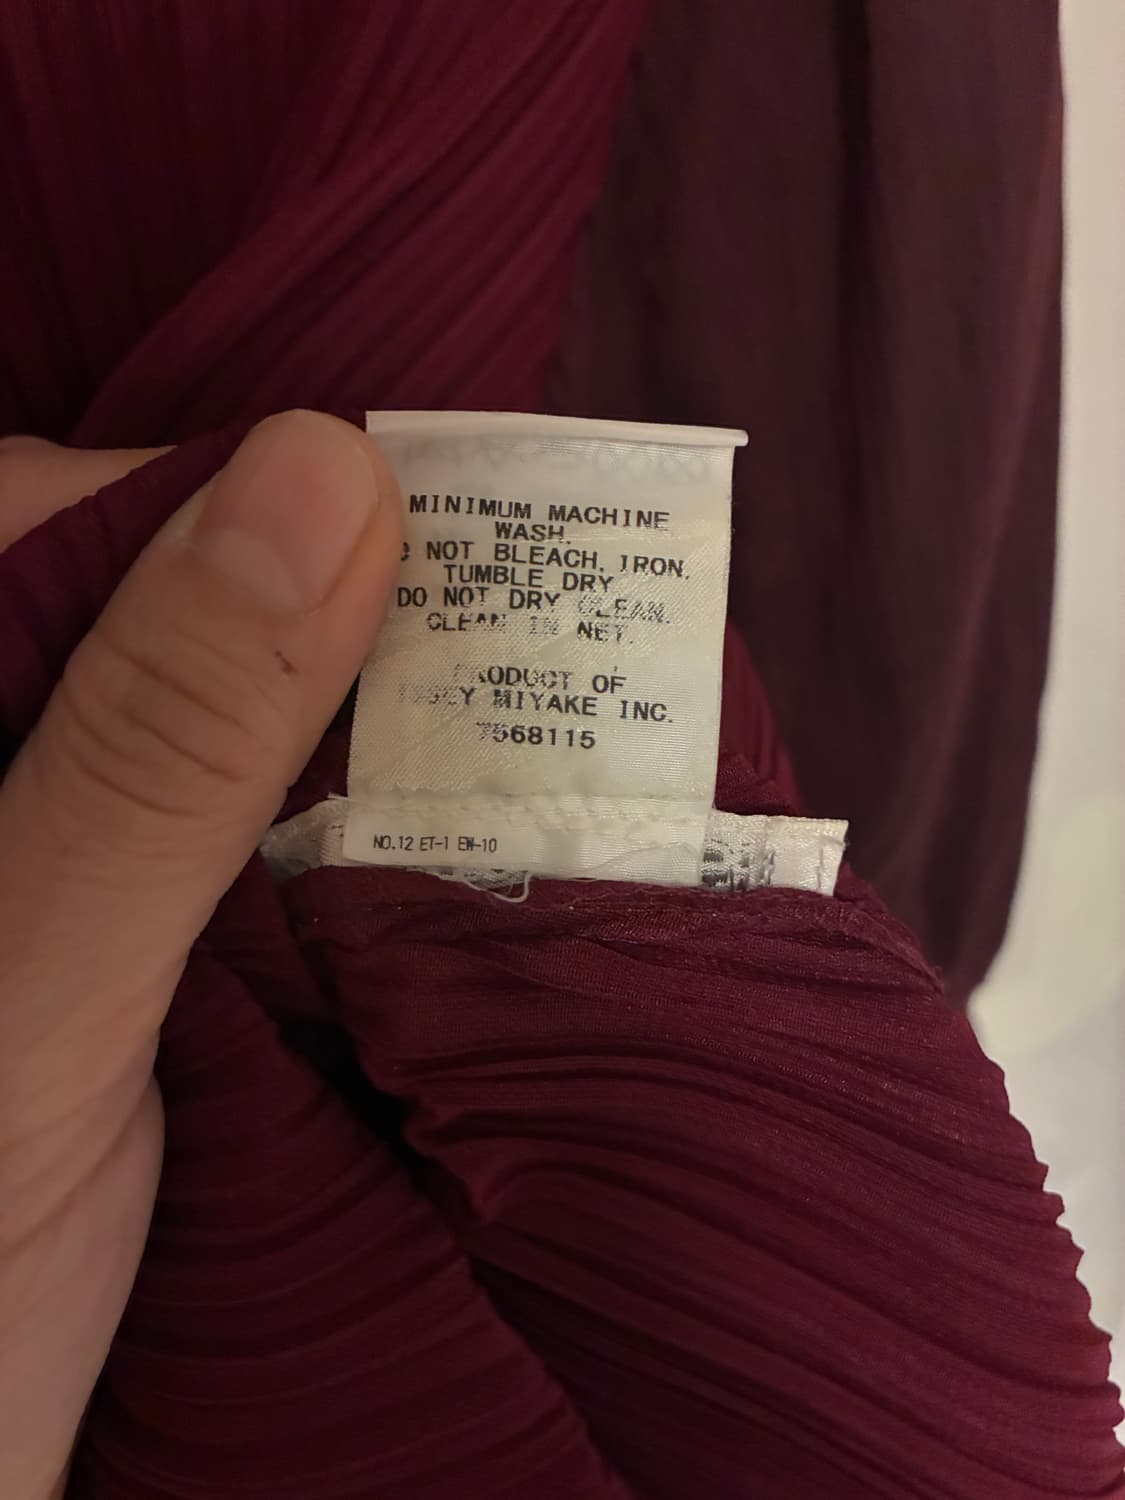 MINIMUM MACHINE
WASH.
NOT BLEACH, IRON.
TUMBLE DRY
DO NOT DRY CLEAN.
CLEAN IN NET.
PRODUCT OF
ISSEY MIYAKE INC.
7568115
NO.12 ET-1 EW-10